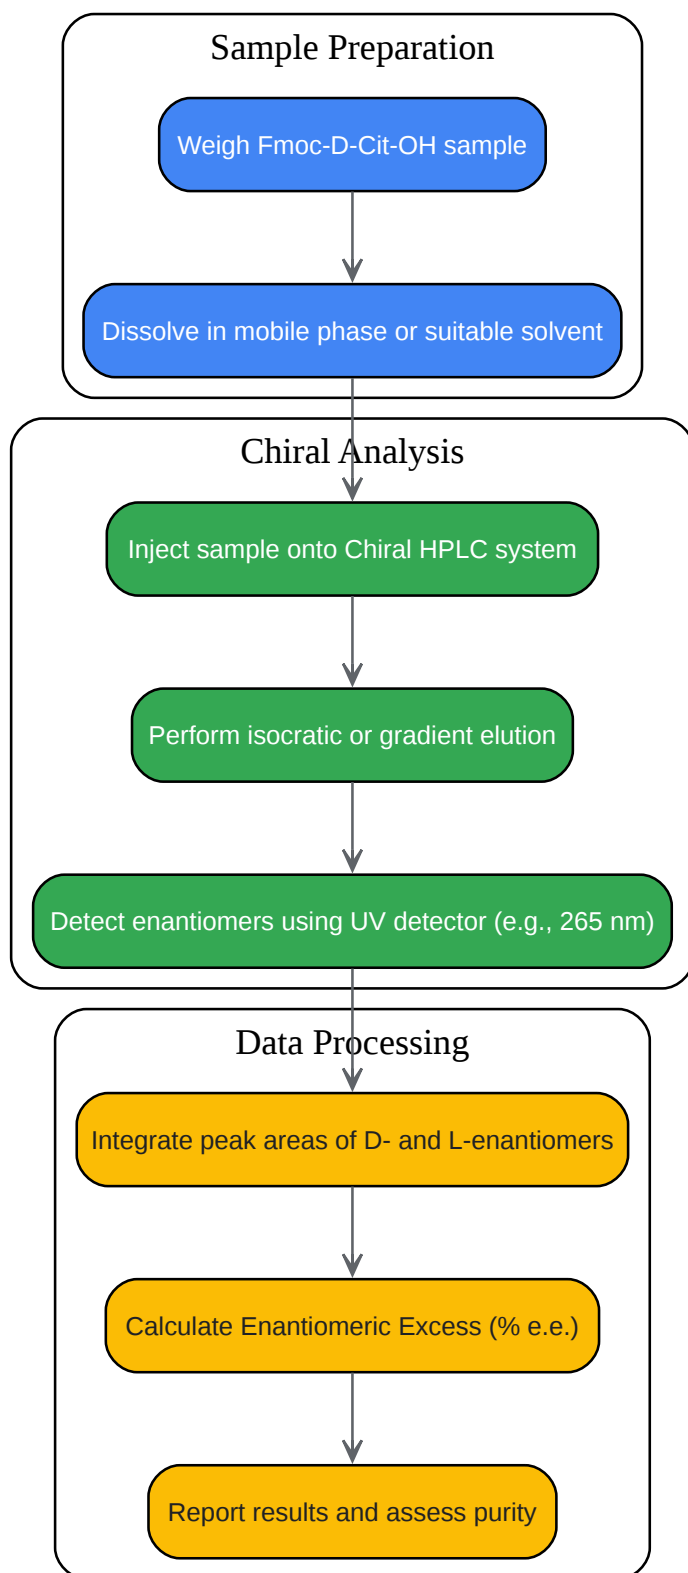 Sample Preparation
Weigh Fmoc-D-Cit-OH sample
Dissolve in mobile phase or suitable solvent
Chiral Analysis
Inject sample onto Chiral HPLC system
Perform isocratic or gradient elution
Detect enantiomers using UV detector (e.g., 265 nm)
Data Processing
Integrate peak areas of D- and L-enantiomers
Calculate Enantiomeric Excess (% e.e.)
Report results and assess purity